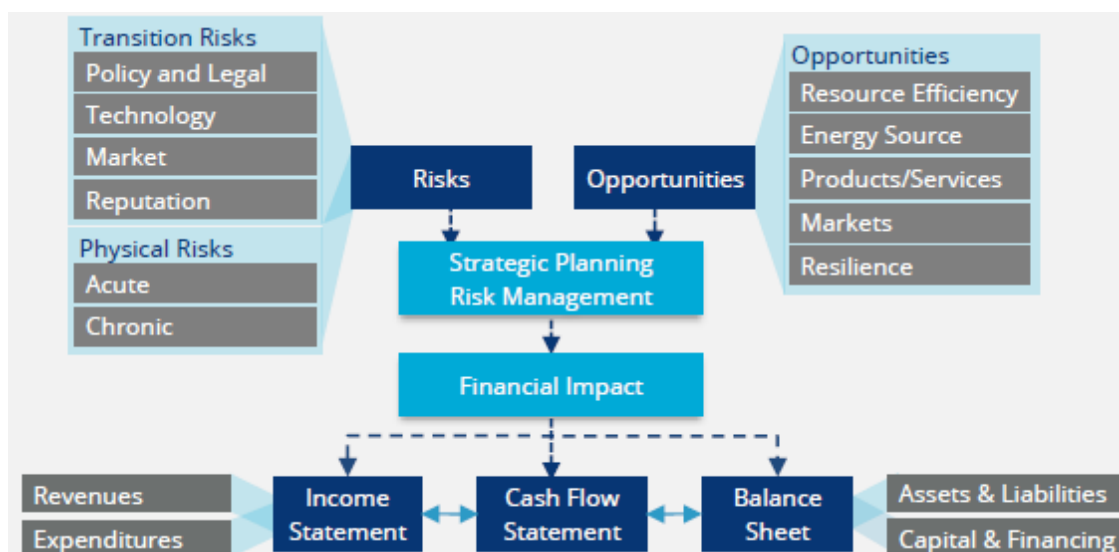 Transition Risks
Policy and Legal
Technology
Market
Reputation
Physical Risks
Acute
Chronic
Risks
Opportunities
Opportunities
Resource Efficiency
Energy Source
Products/Services
Markets
Resilience
Strategic Planning
Risk Management
Financial Impact
Revenues
Expenditures
Income
Statement
Cash Flow
Statement
Balance
Sheet
Assets & Liabilities
Capital & Financing